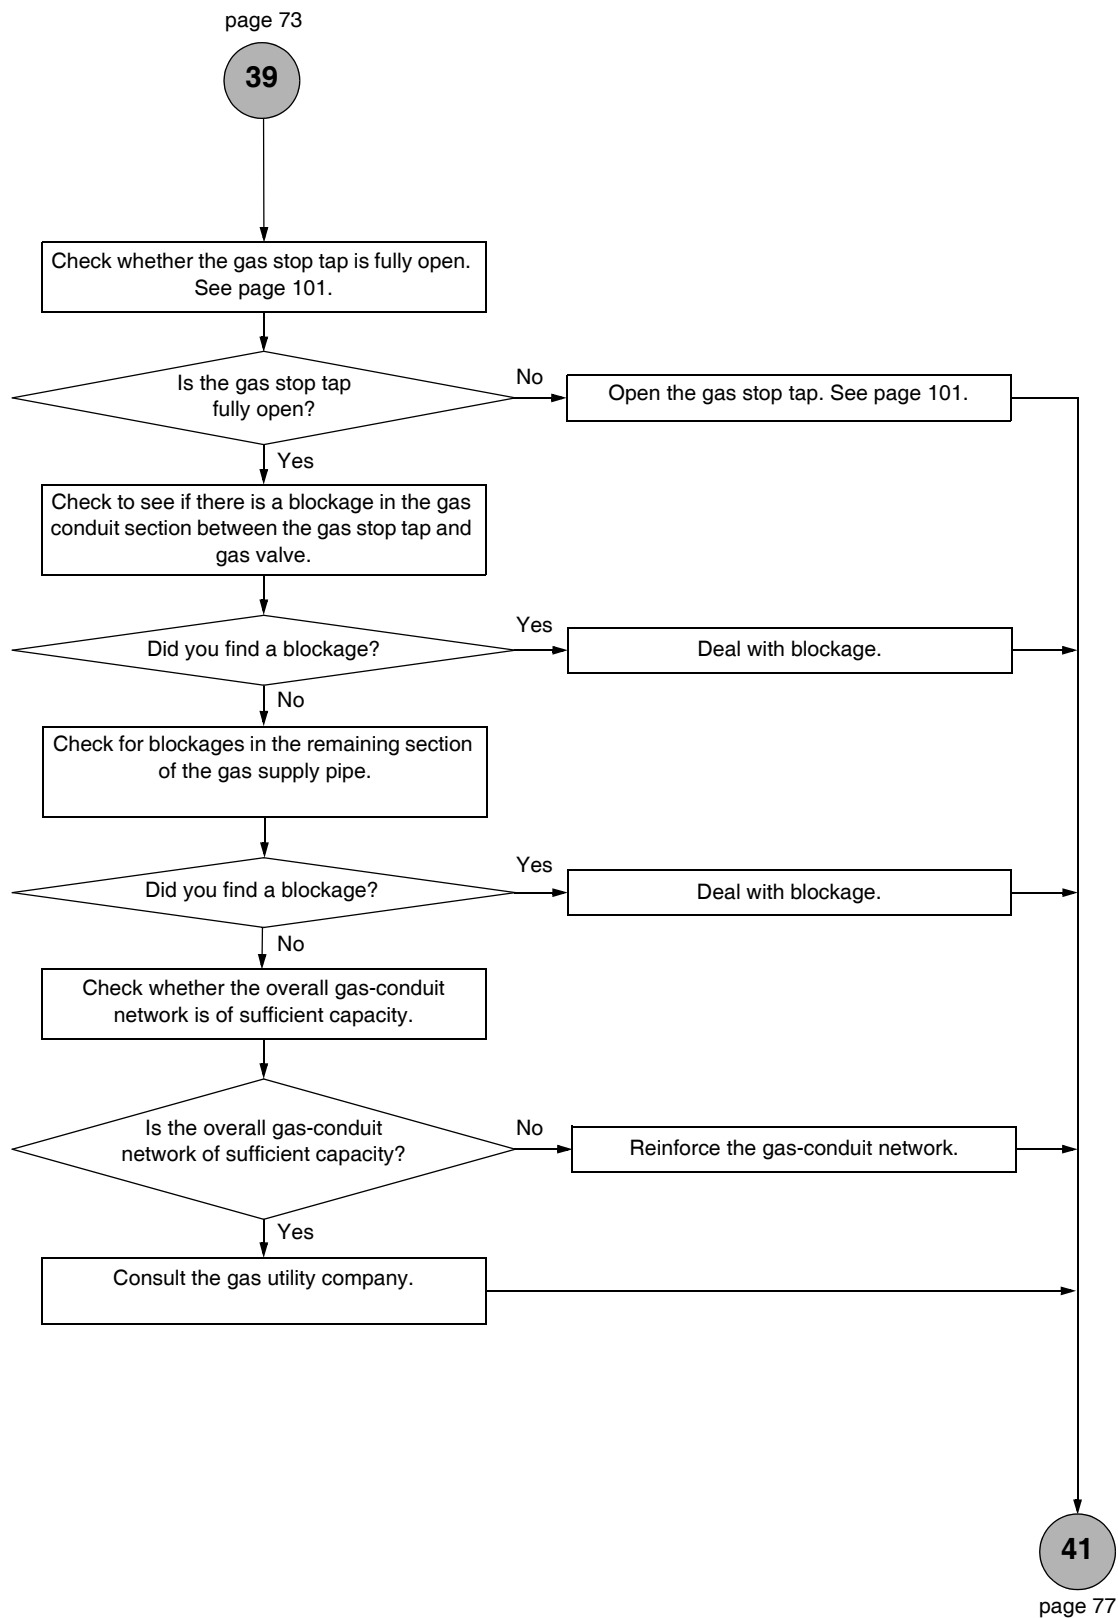 page 73
39
Check whether the gas stop tap is fully open.
See page 101.
Is the gas stop tap
fully open?
No
Open the gas stop tap. See page 101.
Yes
Check to see if there is a blockage in the gas
conduit section between the gas stop tap and
gas valve.
Did you find a blockage?
Yes
Deal with blockage.
No
Check for blockages in the remaining section
of the gas supply pipe.
Did you find a blockage?
Yes
Deal with blockage.
No
Check whether the overall gas-conduit
network is of sufficient capacity.
Is the overall gas-conduit
network of sufficient capacity?
No
Reinforce the gas-conduit network.
Yes
Consult the gas utility company.
41
page 77